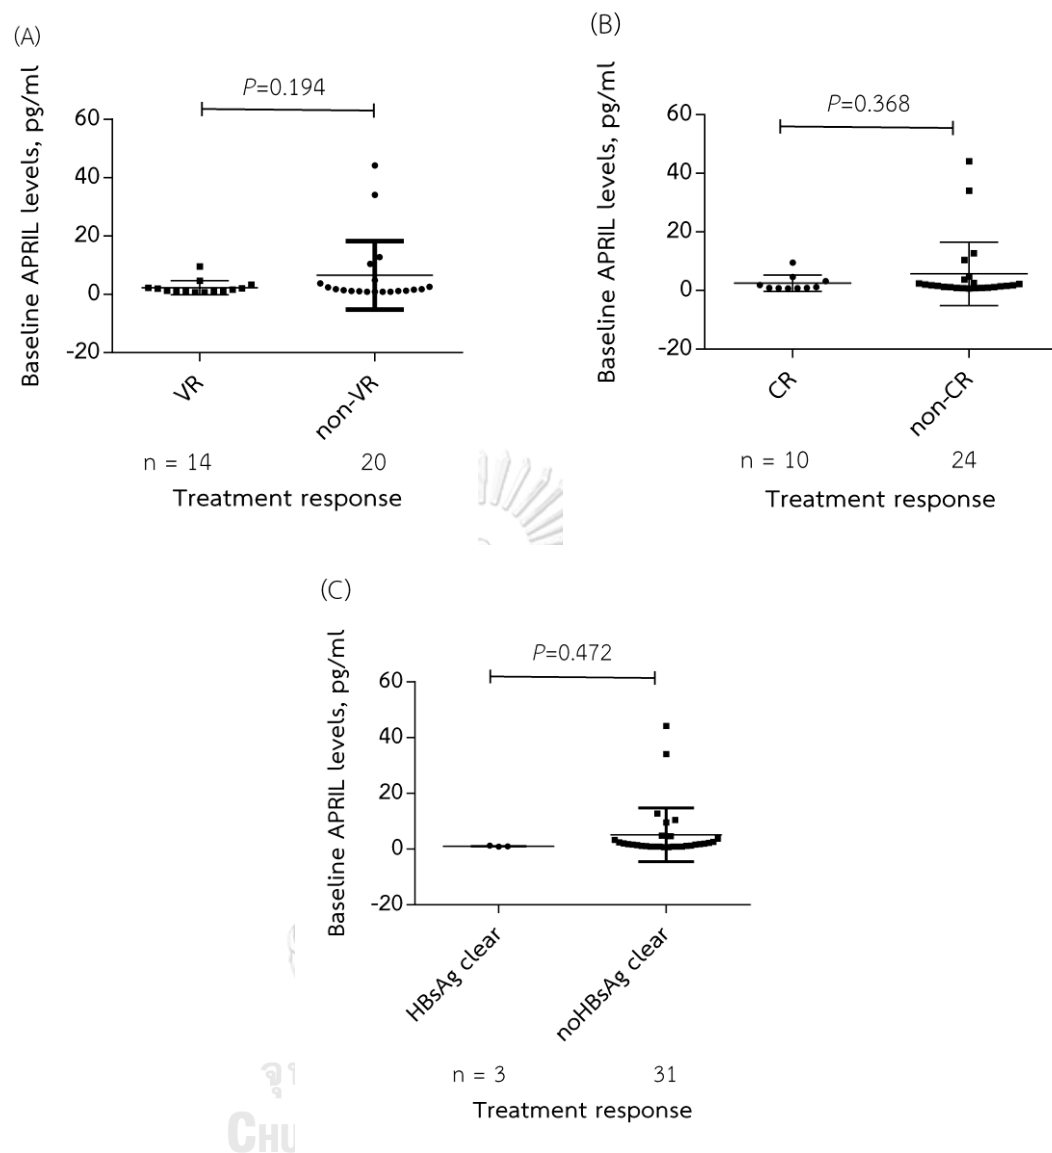 (A)
Baseline APRIL levels, pg/ml
P=0.194
60
40
20
0
-20
VR
non-VR
n = 14 20
Treatment response
(B)
Baseline APRIL levels, pg/ml
P=0.368
60
40
20
0
-20
CR
non-CR
n = 10 24
Treatment response
(C)
Baseline APRIL levels, pg/ml
P=0.472
60
40
20
0
-20
HBsAg clear
noHBsAg clear
n = 3 31
Treatment response
CHU